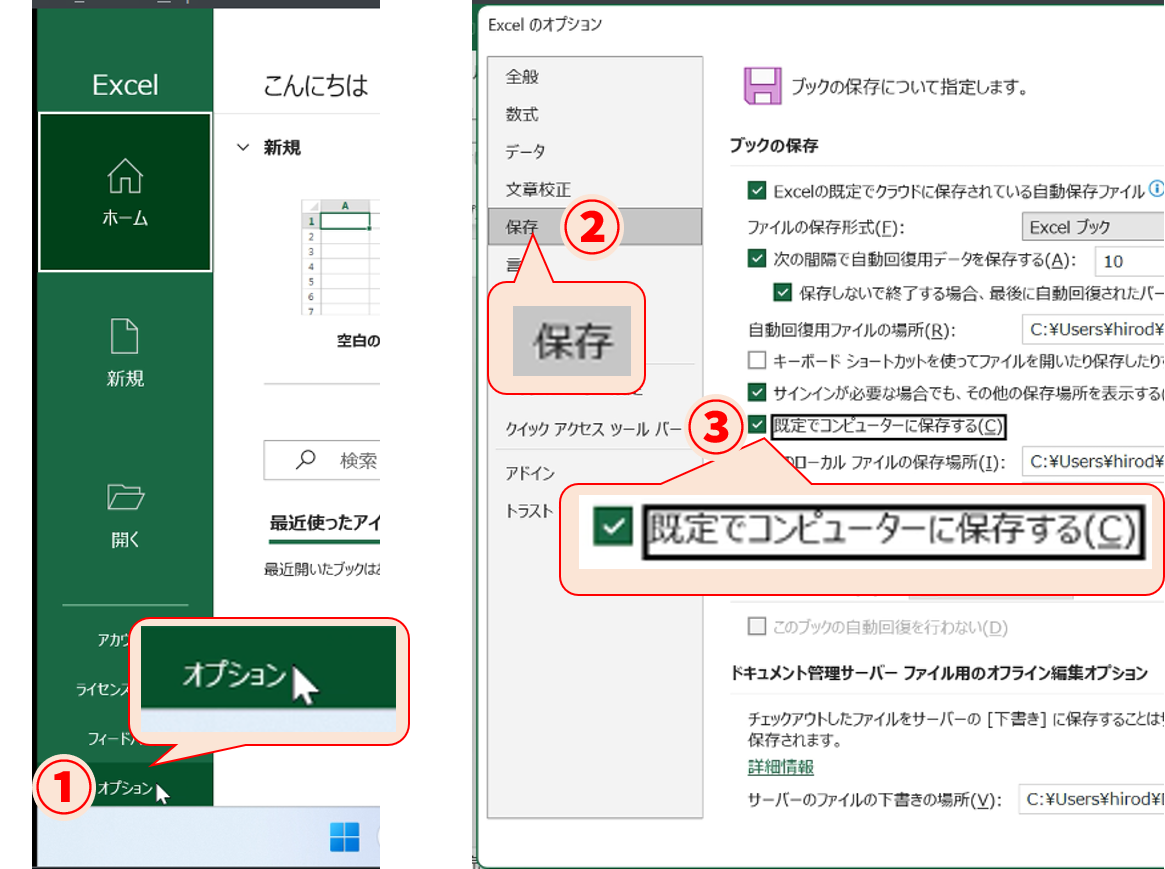 Excel
こんにちは
新規
ホーム
A
1
2
3
4
5
6
7
空白の
新規
検索
開く
最近使ったアイ
最近開いたブックは
アカウ
ライセンス
フィードバ
オプション
①
オプション
Excel のオプション
全般
数式
データ
文章校正
保存
②
言
保存
クイック アクセス ツール バー
アドイン
トラスト
ブックの保存について指定します。
ブックの保存
Excelの既定でクラウドに保存されている自動保存ファイル
ファイルの保存形式(F): Excel ブック
次の間隔で自動回復用データを保存する(A): 10
保存しないで終了する場合、最後に自動回復されたバー
自動回復用ファイルの場所(R): C:¥Users¥hirod¥
キーボード ショートカットを使ってファイルを開いたり保存したり
サインインが必要な場合でも、その他の保存場所を表示する(
③
既定でコンピューターに保存する(C)
のローカル ファイルの保存場所(I): C:¥Users¥hirod¥
既定でコンピューターに保存する(C)
このブックの自動回復を行わない(D)
ドキュメント管理サーバー ファイル用のオフライン編集オプション
チェックアウトしたファイルをサーバーの [下書き] に保存することは
保存されます。
詳細情報
サーバーのファイルの下書きの場所(V): C:¥Users¥hirod¥